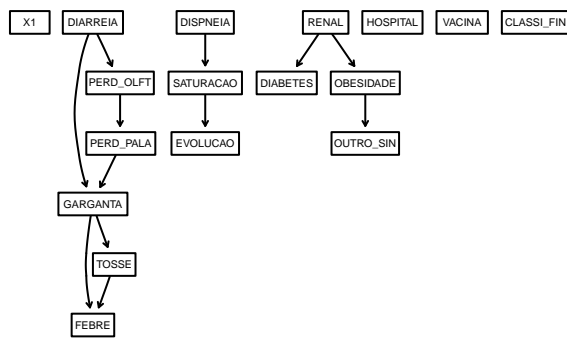 X1 DIARREIA DISPNEIA RENAL HOSPITAL VACINA CLASSI_FIN
PERD_OLFT SATURACAO DIABETES OBESIDADE
PERD_PALA EVOLUCAO OUTRO_SIN
GARGANTA
TOSSE
FEBRE